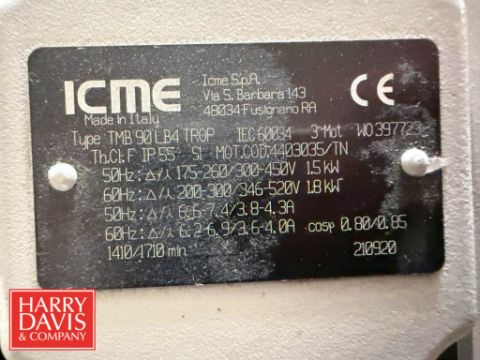 ICME
Made in Italy
Icme S.p.A.
Via S. Barbara 143
48034 Fusignano RA
CE
Type TMB 90 LB4 TROP IEC 60034 3~Mot WO 397723
Th.Cl. F IP 55 S1 MOT.COD.4403035/TN
50Hz: △/⅄ 175-260/300-450V 1.5 kW
60Hz: △/⅄ 200-300/346-520V 1.8 kW
50Hz: △/⅄ 6.6-7.4/3.8-4.3A
60Hz: △/⅄ 6.2-6.9/3.6-4.0A cosφ 0.80/0.85
1410/1710 min 210920
HARRY
DAVIS
& COMPANY